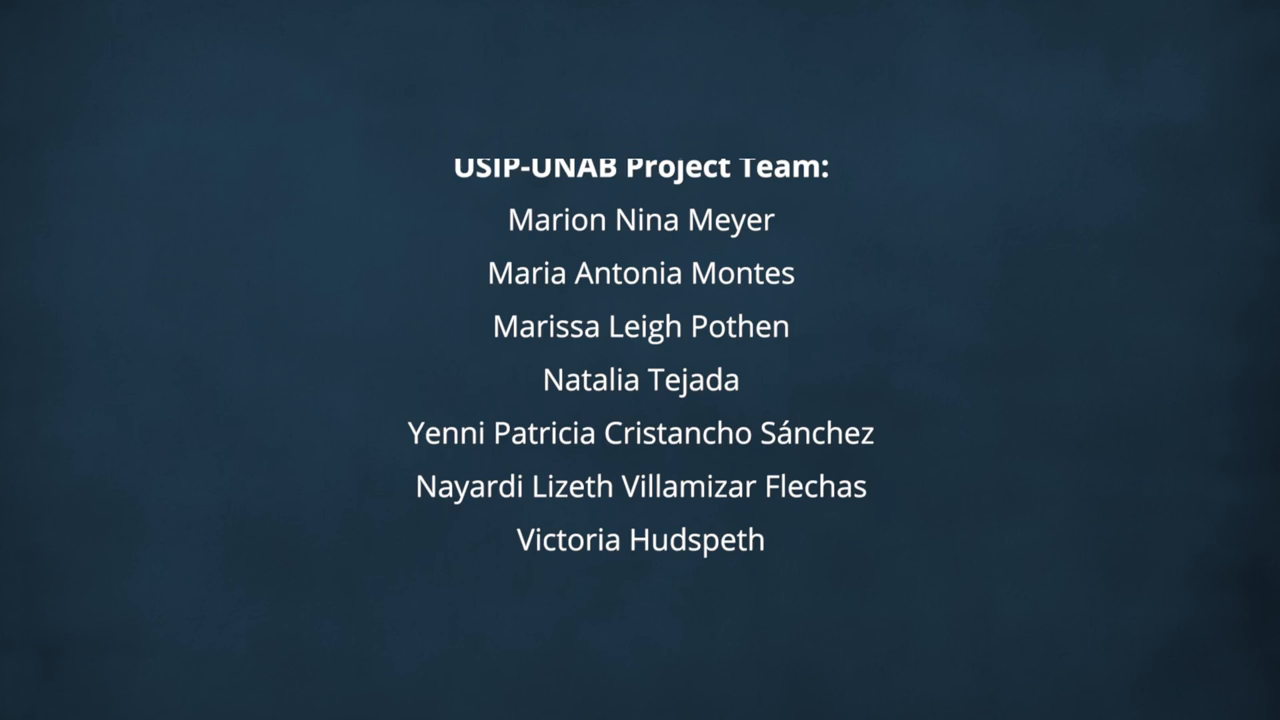 USIP-UNAB Project Team:
Marion Nina Meyer
Maria Antonia Montes
Marissa Leigh Pothen
Natalia Tejada
Yenni Patricia Cristancho Sánchez
Nayardi Lizeth Villamizar Flechas
Victoria Hudspeth